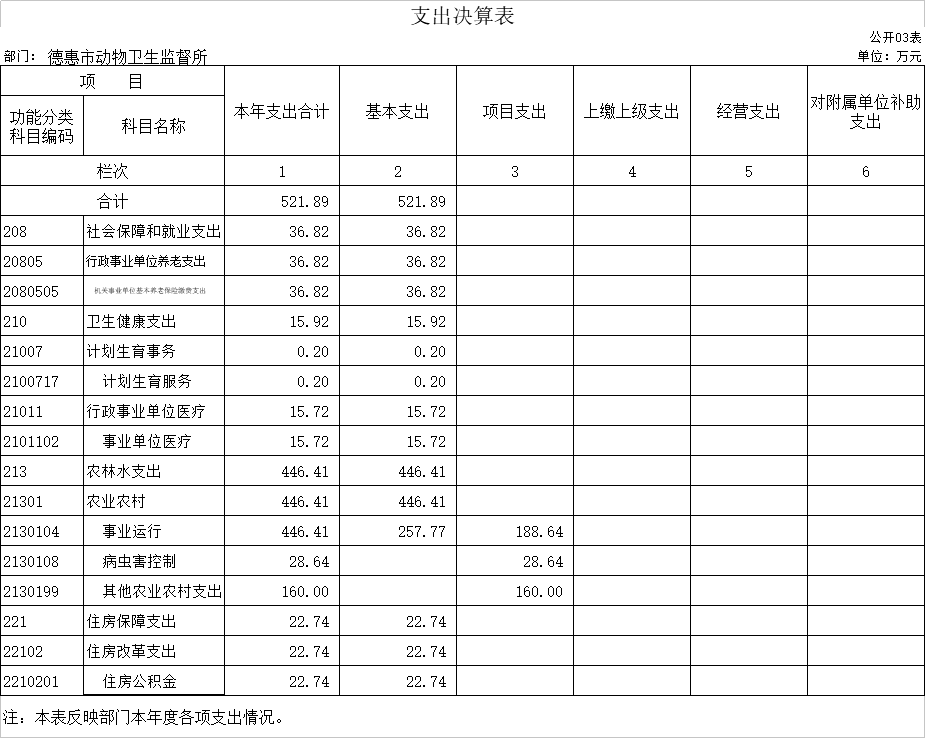 支出决算表
公开03表
部门： 德惠市动物卫生监督所 单位：万元
项 目 本年支出合计 基本支出 项目支出 上缴上级支出 经营支出 对附属单位补助支出
功能分类科目编码 科目名称
栏次 1 2 3 4 5 6
合计 521.89 521.89
208 社会保障和就业支出 36.82 36.82
20805 行政事业单位养老支出 36.82 36.82
2080505 机关事业单位基本养老保险缴费支出 36.82 36.82
210 卫生健康支出 15.92 15.92
21007 计划生育事务 0.20 0.20
2100717 计划生育服务 0.20 0.20
21011 行政事业单位医疗 15.72 15.72
2101102 事业单位医疗 15.72 15.72
213 农林水支出 446.41 446.41
21301 农业农村 446.41 446.41
2130104 事业运行 446.41 257.77 188.64
2130108 病虫害控制 28.64 28.64
2130199 其他农业农村支出 160.00 160.00
221 住房保障支出 22.74 22.74
22102 住房改革支出 22.74 22.74
2210201 住房公积金 22.74 22.74
注：本表反映部门本年度各项支出情况。